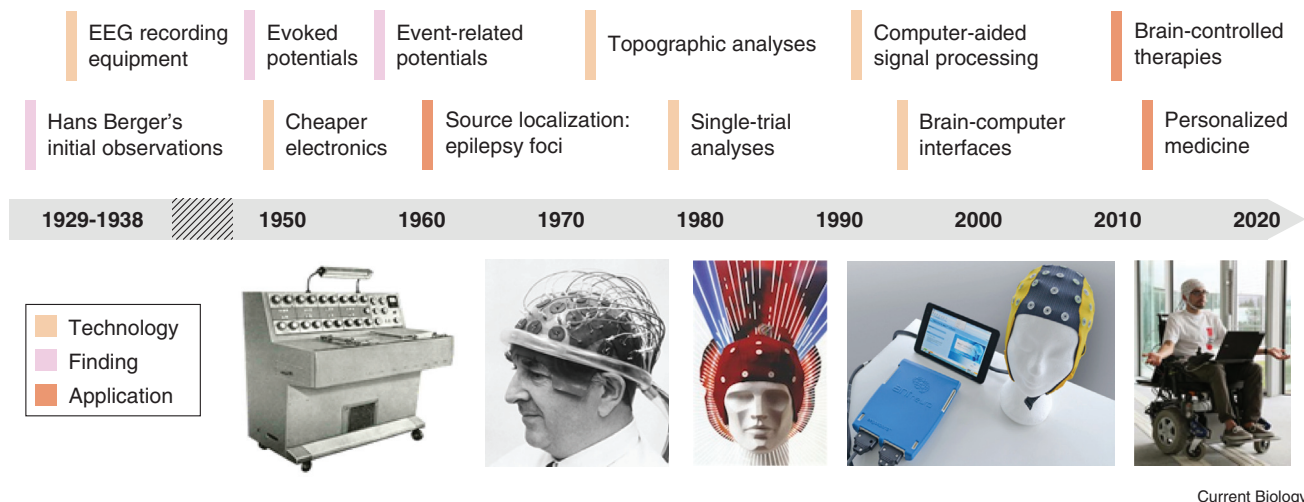 EEG recording
equipment
Evoked
potentials
Event-related
potentials
Topographic analyses
Computer-aided
signal processing
Brain-controlled
therapies
Hans Berger's
initial observations
Cheaper
electronics
Source localization:
epilepsy foci
Single-trial
analyses
Brain-computer
interfaces
Personalized
medicine
1929-1938
1950
1960
1970
1980
1990
2000
2010
2020
Technology
Finding
Application
Current Biology